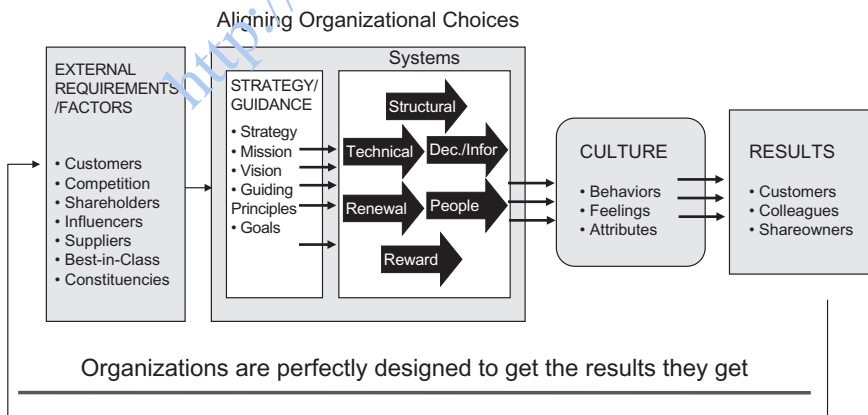 Aligning Organizational Choices
EXTERNAL
REQUIREMENTS
/FACTORS
• Customers
• Competition
• Shareholders
• Influencers
• Suppliers
• Best-in-Class
• Constituencies
Systems
STRATEGY/
GUIDANCE
• Strategy
• Mission
• Vision
• Guiding
Principles
• Goals
Structural
Technical
Dec./Infor
Renewal
People
Reward
CULTURE
• Behaviors
• Feelings
• Attributes
RESULTS
• Customers
• Colleagues
• Shareowners
Organizations are perfectly designed to get the results they get
http://